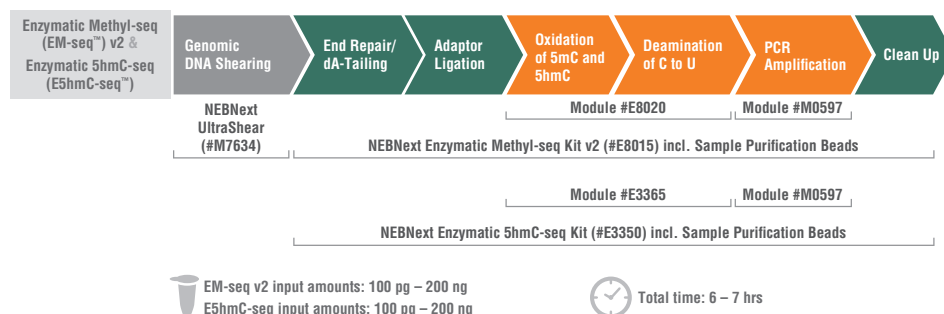 Enzymatic Methyl-seq
(EM-seq™) v2 &
Enzymatic 5hmC-seq
(E5hmC-seq™)
Genomic
DNA Shearing
End Repair/
dA-Tailing
Adaptor
Ligation
Oxidation
of 5mC and
5hmC
Deamination
of C to U
PCR
Amplification
Clean Up
NEBNext
UltraShear
(#M7634)
Module #E8020
Module #M0597
NEBNext Enzymatic Methyl-seq Kit v2 (#E8015) incl. Sample Purification Beads
Module #E3365
Module #M0597
NEBNext Enzymatic 5hmC-seq Kit (#E3350) incl. Sample Purification Beads
EM-seq v2 input amounts: 100 pg – 200 ng
E5hmC-seq input amounts: 100 pg – 200 ng
Total time: 6 – 7 hrs